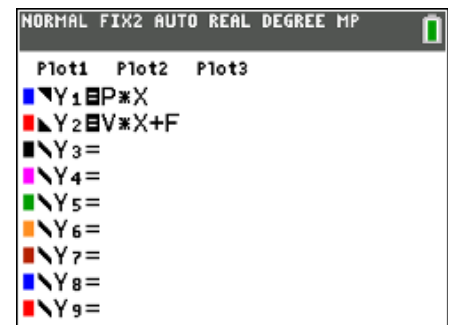 NORMAL FIX2 AUTO REAL DEGREE MP
Plot1 Plot2 Plot3
Y1=P*X
Y2=V*X+F
Y3=
Y4=
Y5=
Y6=
Y7=
Y8=
Y9=